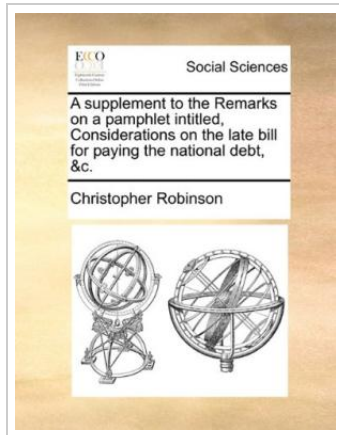 ECCO
Social Sciences
A supplement to the Remarks
on a pamphlet intitled,
Considerations on the late bill
for paying the national debt,
&c.
Christopher Robinson